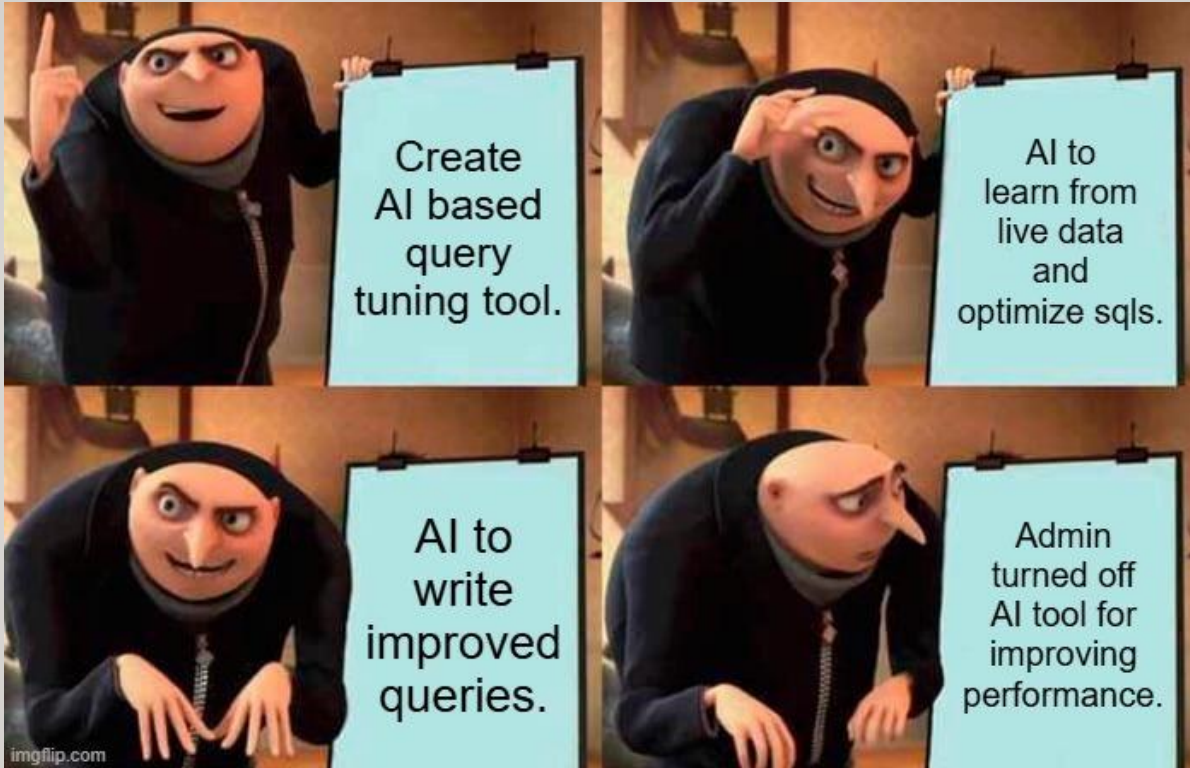 Create
AI based
query
tuning tool.
AI to
learn from
live data
and
optimize sqls.
AI to
write
improved
queries.
Admin
turned off
AI tool for
improving
performance.
imgflip.com